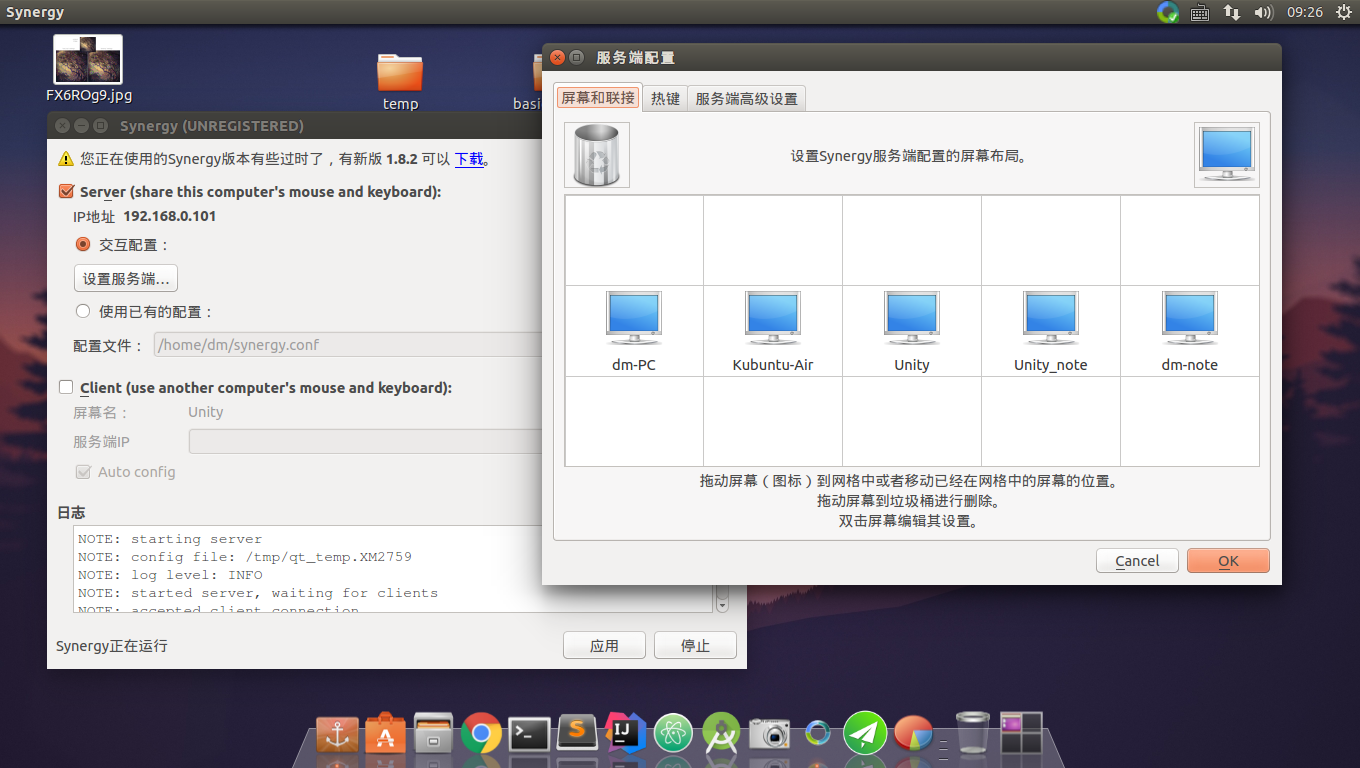 Synergy
09:26
FX6ROg9.jpg
temp
basi
Synergy (UNREGISTERED)
您正在使用的Synergy版本有些过时了，有新版 1.8.2 可以 下载。
Server (share this computer's mouse and keyboard):
IP地址 192.168.0.101
交互配置：
设置服务端...
使用已有的配置：
配置文件： /home/dm/synergy.conf
Client (use another computer's mouse and keyboard):
屏幕名： Unity
服务端IP
Auto config
日志
NOTE: starting server
NOTE: config file: /tmp/qt_temp.XM2759
NOTE: log level: INFO
NOTE: started server, waiting for clients
NOTE: accepted client connection
Synergy正在运行
应用 停止
服务端配置
屏幕和联接 热键 服务端高级设置
设置Synergy服务端配置的屏幕布局。
dm-PC Kubuntu-Air Unity Unity_note dm-note
拖动屏幕（图标）到网格中或者移动已经在网格中的屏幕的位置。
拖动屏幕到垃圾桶进行删除。
双击屏幕编辑其设置。
Cancel OK
S
IJ